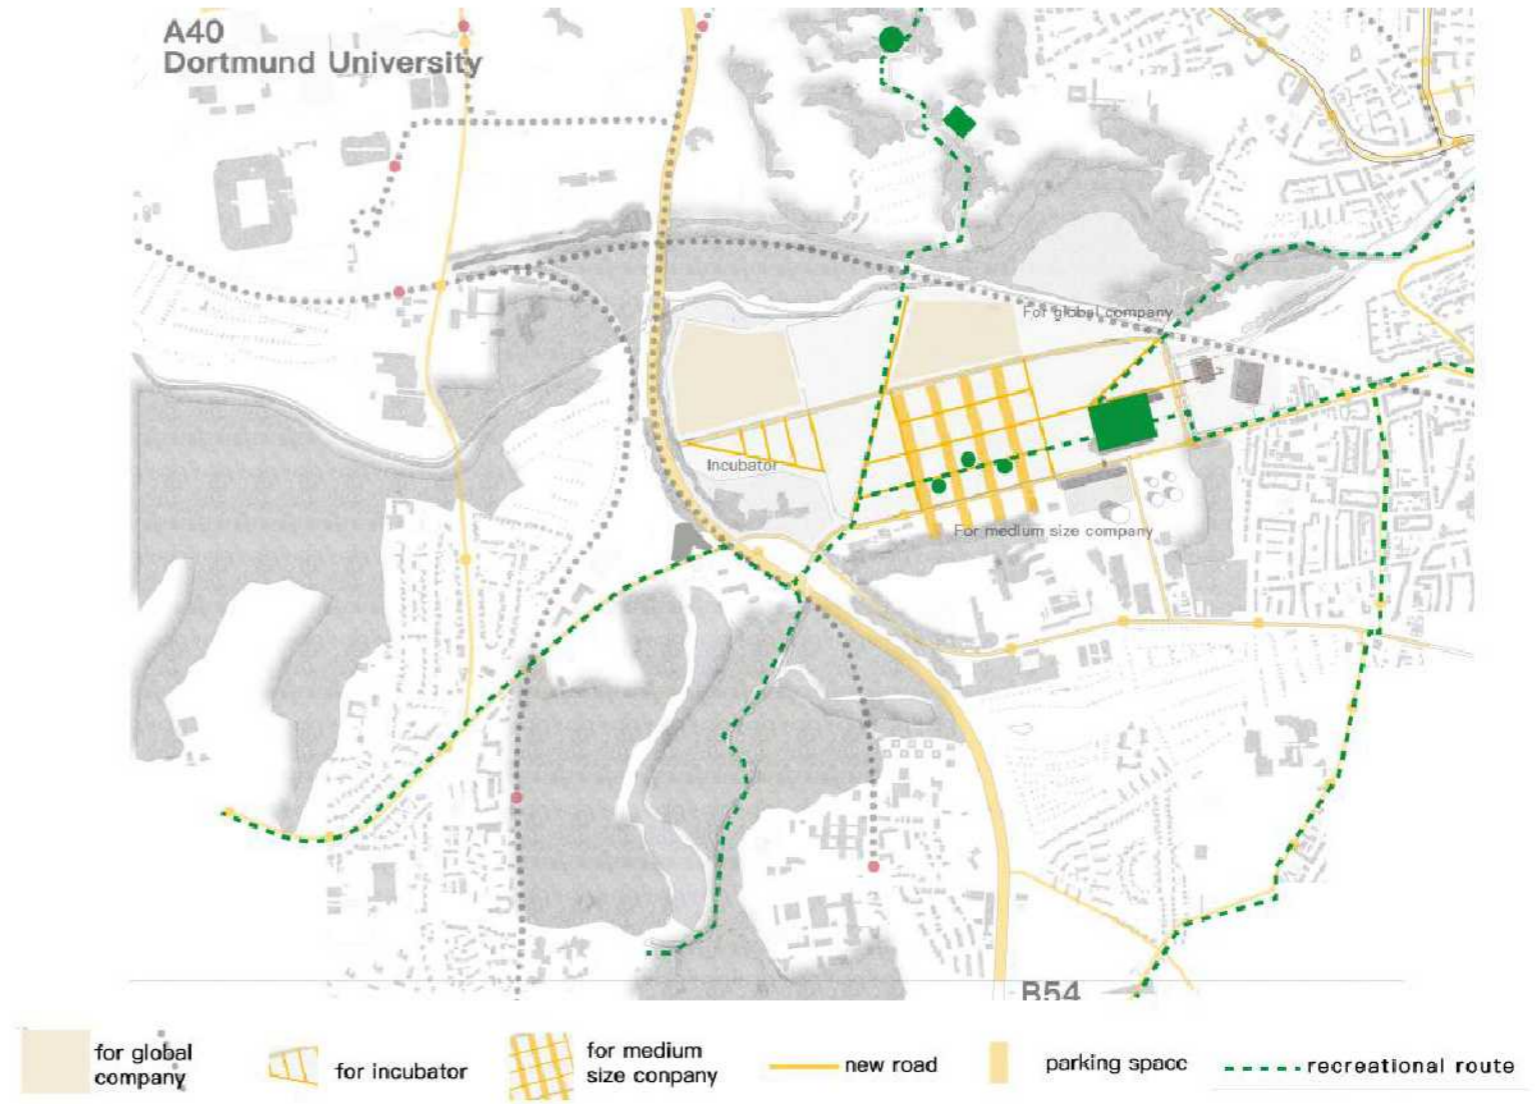 A40
Dortmund University
For global company
Incubator
For medium size company
B54
for global
company
for incubator
for medium
size conpany
new road
parking spacc
recreational route